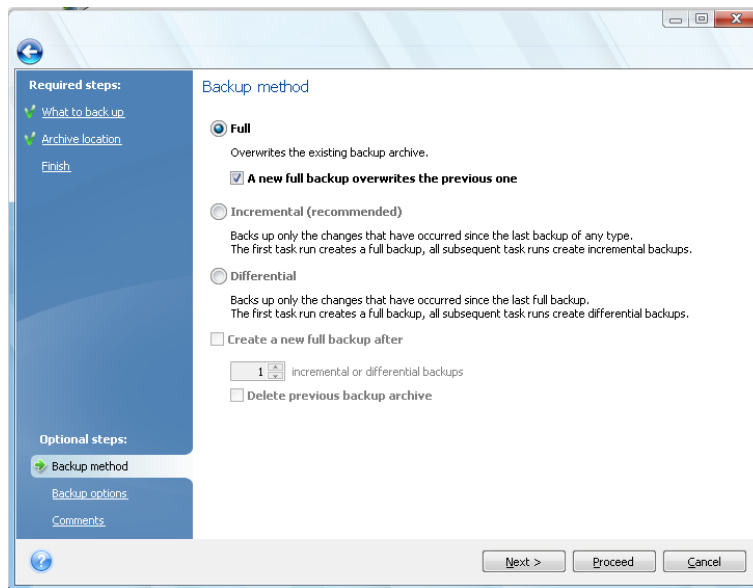 Required steps:
What to back up
Archive location
Finish
Optional steps:
Backup method
Backup options
Comments
Backup method
Full
Overwrites the existing backup archive.
A new full backup overwrites the previous one
Incremental (recommended)
Backs up only the changes that have occurred since the last backup of any type.
The first task run creates a full backup, all subsequent task runs create incremental backups.
Differential
Backs up only the changes that have occurred since the last full backup.
The first task run creates a full backup, all subsequent task runs create differential backups.
Create a new full backup after
1 incremental or differential backups
Delete previous backup archive
?
Next >
Proceed
Cancel